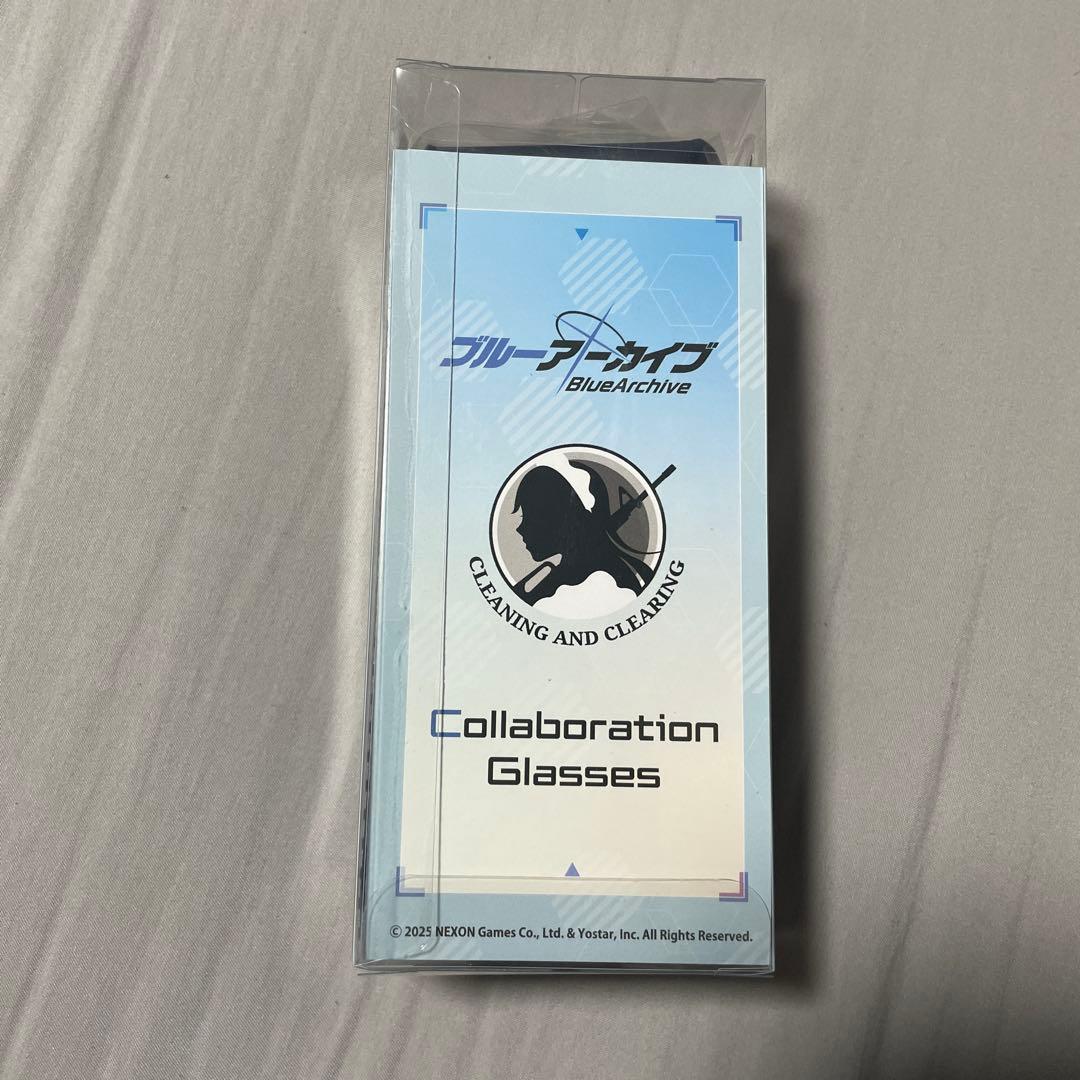 ブルーアーカイブ
BlueArchive
CLEANING AND CLEARING
Collaboration
Glasses
© 2025 NEXON Games Co., Ltd. & Yostar, Inc. All Rights Reserved.